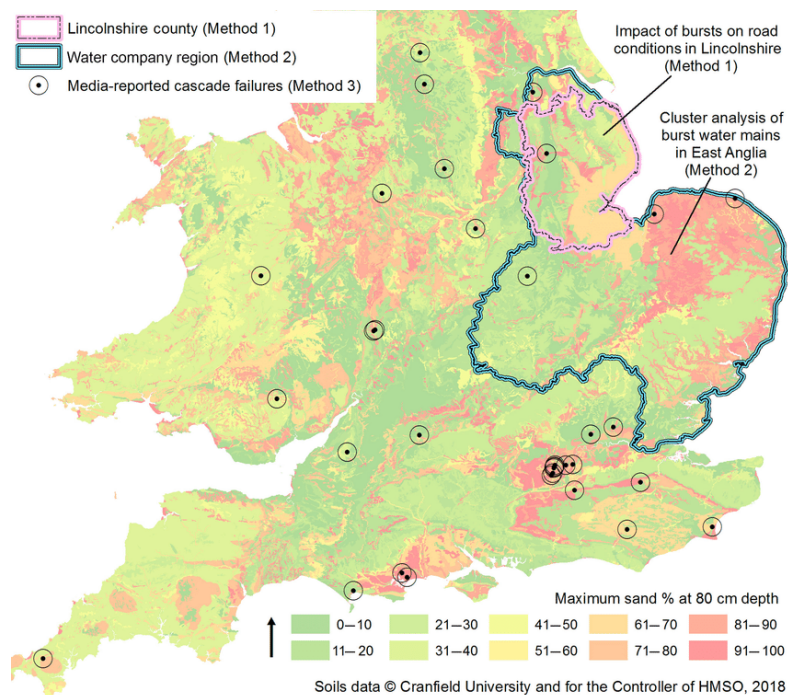 Lincolnshire county (Method 1)
Water company region (Method 2)
Media-reported cascade failures (Method 3)
Impact of bursts on road
conditions in Lincolnshire
(Method 1)
Cluster analysis of
burst water mains
in East Anglia
(Method 2)
Maximum sand % at 80 cm depth
0—10 21—30 41—50 61—70 81—90
11—20 31—40 51—60 71—80 91—100
Soils data © Cranfield University and for the Controller of HMSO, 2018